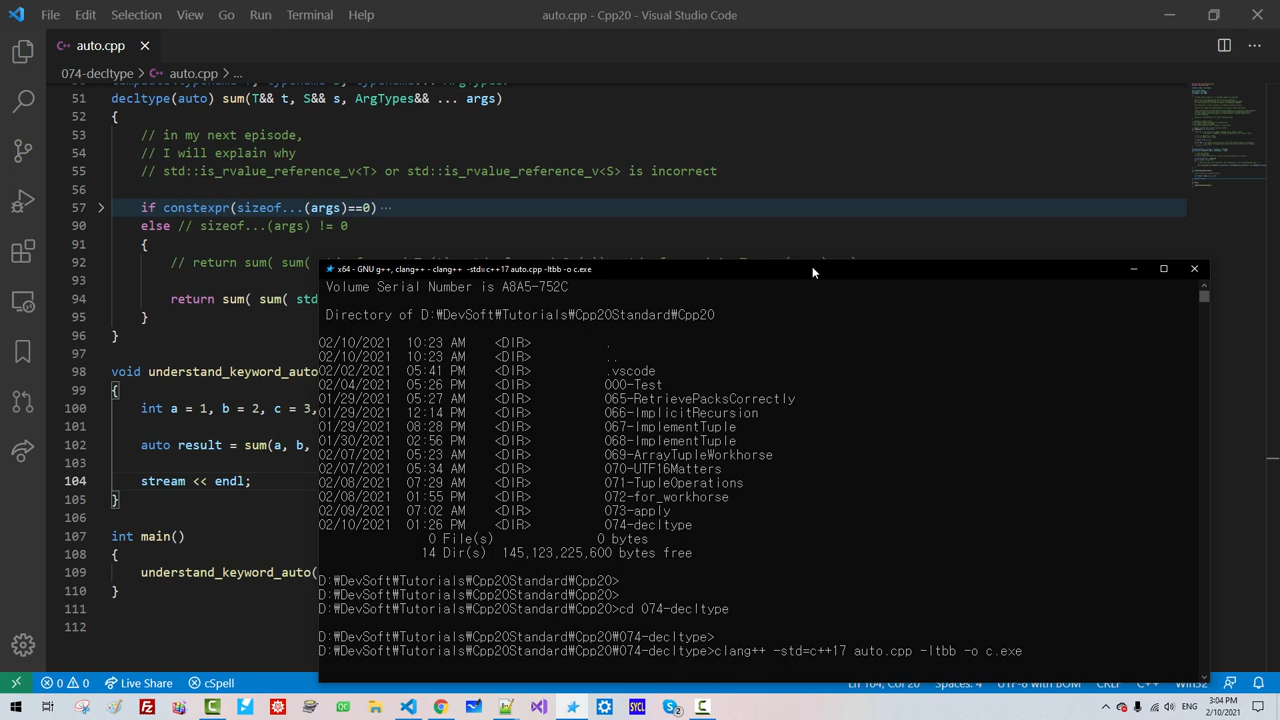 File Edit Selection View Go Run Terminal Help auto.cpp - Cpp20 - Visual Studio Code
auto.cpp
074-decltype > auto.cpp > ...
51 decltype(auto) sum(T&& t, S&& s, ArgTypes&& ... args)
52 {
53 // in my next episode,
54 // I will explain why
55 // std::is_rvalue_reference_v<T> or std::is_rvalue_reference_v<S> is incorrect
56
57 if constexpr(sizeof...(args)==0) ...
90 else // sizeof...(args) != 0
91 {
92 // return sum( sum(
93
94 return sum( sum( std
95 }
96 }
97
98 void understand_keyword_auto
99 {
100 int a = 1, b = 2, c = 3,
101
102 auto result = sum(a, b,
103
104 stream << endl;
105 }
106
107 int main()
108 {
109 understand_keyword_auto(
110 }
111
112
x64 - GNU g++, clang++ - clang++ -std=c++17 auto.cpp -ltbb -o c.exe
Volume Serial Number is A8A5-752C
Directory of D:₩DevSoft₩Tutorials₩Cpp20Standard₩Cpp20
02/10/2021 10:23 AM <DIR> .
02/10/2021 10:23 AM <DIR> ..
02/02/2021 05:41 PM <DIR> .vscode
02/04/2021 05:26 PM <DIR> 000-Test
01/29/2021 05:27 AM <DIR> 065-RetrievePacksCorrectly
01/29/2021 12:14 PM <DIR> 066-ImplicitRecursion
01/29/2021 08:28 PM <DIR> 067-ImplementTuple
01/30/2021 02:56 PM <DIR> 068-ImplementTuple
02/07/2021 05:23 AM <DIR> 069-ArrayTupleWorkhorse
02/07/2021 05:34 AM <DIR> 070-UTF16Matters
02/08/2021 07:29 AM <DIR> 071-TupleOperations
02/08/2021 01:55 PM <DIR> 072-for_workhorse
02/09/2021 07:02 AM <DIR> 073-apply
02/10/2021 01:26 PM <DIR> 074-decltype
0 File(s) 0 bytes
14 Dir(s) 145,123,225,600 bytes free
D:₩DevSoft₩Tutorials₩Cpp20Standard₩Cpp20>
D:₩DevSoft₩Tutorials₩Cpp20Standard₩Cpp20>
D:₩DevSoft₩Tutorials₩Cpp20Standard₩Cpp20>cd 074-decltype
D:₩DevSoft₩Tutorials₩Cpp20Standard₩Cpp20₩074-decltype>
D:₩DevSoft₩Tutorials₩Cpp20Standard₩Cpp20₩074-decltype>clang++ -std=c++17 auto.cpp -ltbb -o c.exe
0 0 Live Share cSpell Ln 104, Col 20 Spaces: 4 UTF-8 with BOM CRLF C++ Win32
ENG 3:04 PM
2/10/2021